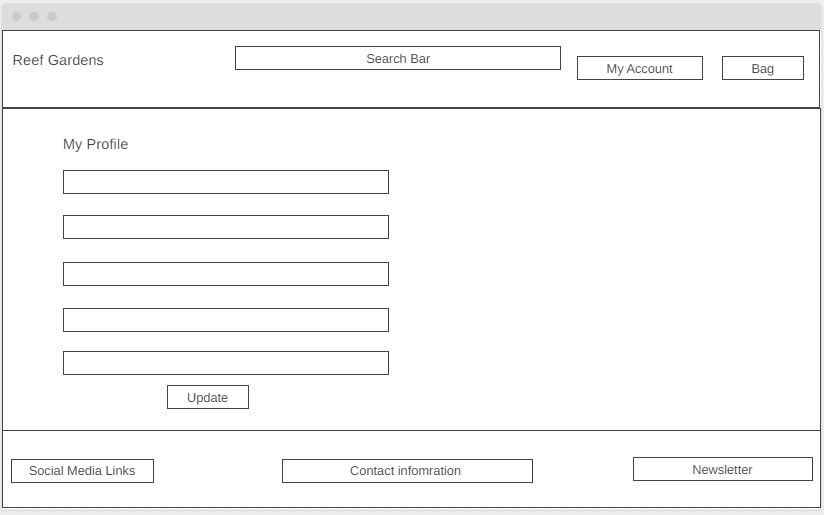 Reef Gardens
Search Bar
My Account
Bag
My Profile
Update
Social Media Links
Contact infomration
Newsletter